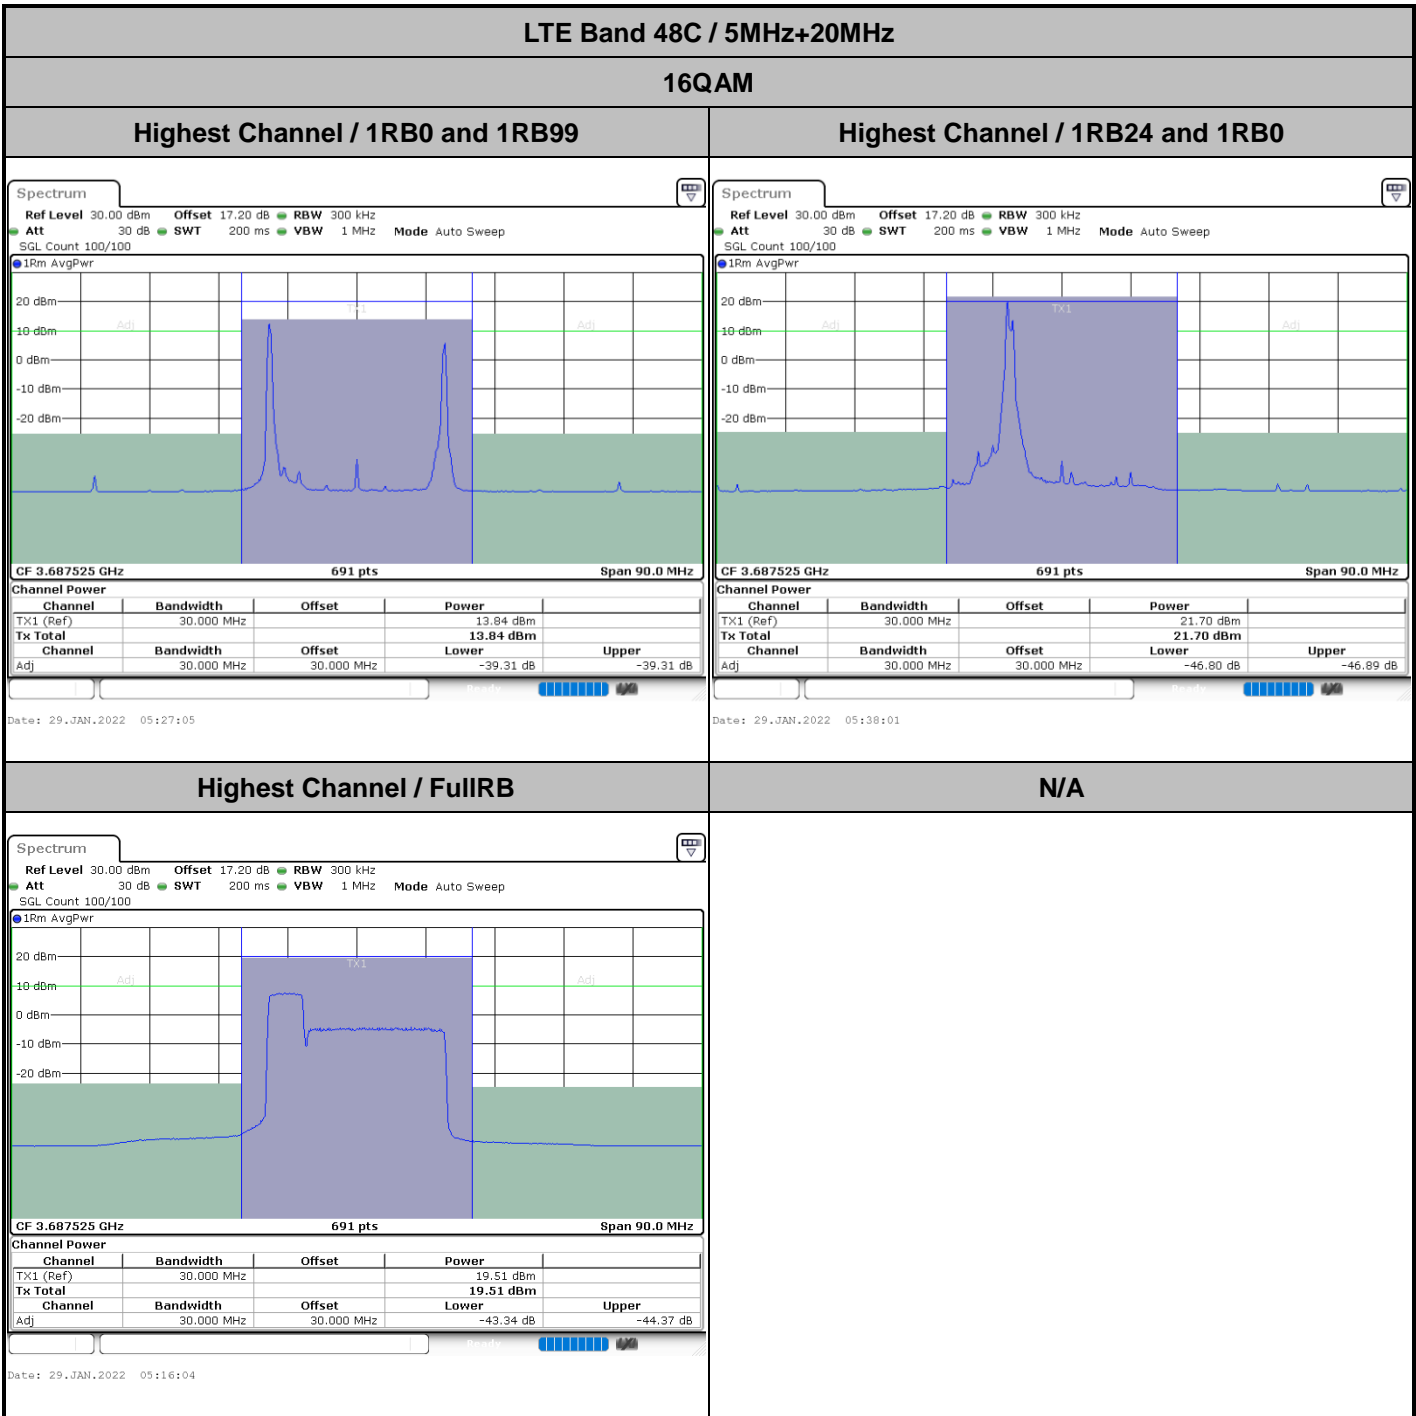 LTE Band 48C / 5MHz+20MHz
16QAM
Highest Channel / 1RB0 and 1RB99
Highest Channel / 1RB24 and 1RB0
Spectrum
Ref Level 30.00 dBm Offset 17.20 dB RBW 300 kHz
Att 30 dB SWT 200 ms VBW 1 MHz Mode Auto Sweep
SGL Count 100/100
1Rm AvgPwr
20 dBm
TX1
10 dBm
Adj
Adj
0 dBm
-10 dBm
-20 dBm
CF 3.687525 GHz 691 pts Span 90.0 MHz
Channel Power
Channel Bandwidth Offset Power
TX1 (Ref) 30.000 MHz 13.84 dBm
Tx Total 13.84 dBm
Channel Bandwidth Offset Lower Upper
Adj 30.000 MHz 30.000 MHz -39.31 dB -39.31 dB
Ready
Date: 29.JAN.2022 05:27:05
Spectrum
Ref Level 30.00 dBm Offset 17.20 dB RBW 300 kHz
Att 30 dB SWT 200 ms VBW 1 MHz Mode Auto Sweep
SGL Count 100/100
1Rm AvgPwr
20 dBm
TX1
10 dBm
Adj
Adj
0 dBm
-10 dBm
-20 dBm
CF 3.687525 GHz 691 pts Span 90.0 MHz
Channel Power
Channel Bandwidth Offset Power
TX1 (Ref) 30.000 MHz 21.70 dBm
Tx Total 21.70 dBm
Channel Bandwidth Offset Lower Upper
Adj 30.000 MHz 30.000 MHz -46.80 dB -46.89 dB
Ready
Date: 29.JAN.2022 05:38:01
Highest Channel / FullRB
N/A
Spectrum
Ref Level 30.00 dBm Offset 17.20 dB RBW 300 kHz
Att 30 dB SWT 200 ms VBW 1 MHz Mode Auto Sweep
SGL Count 100/100
1Rm AvgPwr
20 dBm
TX1
10 dBm
Adj
Adj
0 dBm
-10 dBm
-20 dBm
CF 3.687525 GHz 691 pts Span 90.0 MHz
Channel Power
Channel Bandwidth Offset Power
TX1 (Ref) 30.000 MHz 19.51 dBm
Tx Total 19.51 dBm
Channel Bandwidth Offset Lower Upper
Adj 30.000 MHz 30.000 MHz -43.34 dB -44.37 dB
Ready
Date: 29.JAN.2022 05:16:04